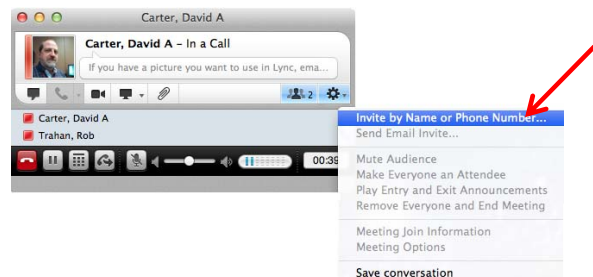 Carter, David A
Carter, David A – In a Call
If you have a picture you want to use in Lync, ema...
2
Carter, David A
Trahan, Rob
00:39
Invite by Name or Phone Number...
Send Email Invite...
Mute Audience
Make Everyone an Attendee
Play Entry and Exit Announcements
Remove Everyone and End Meeting
Meeting Join Information
Meeting Options
Save conversation